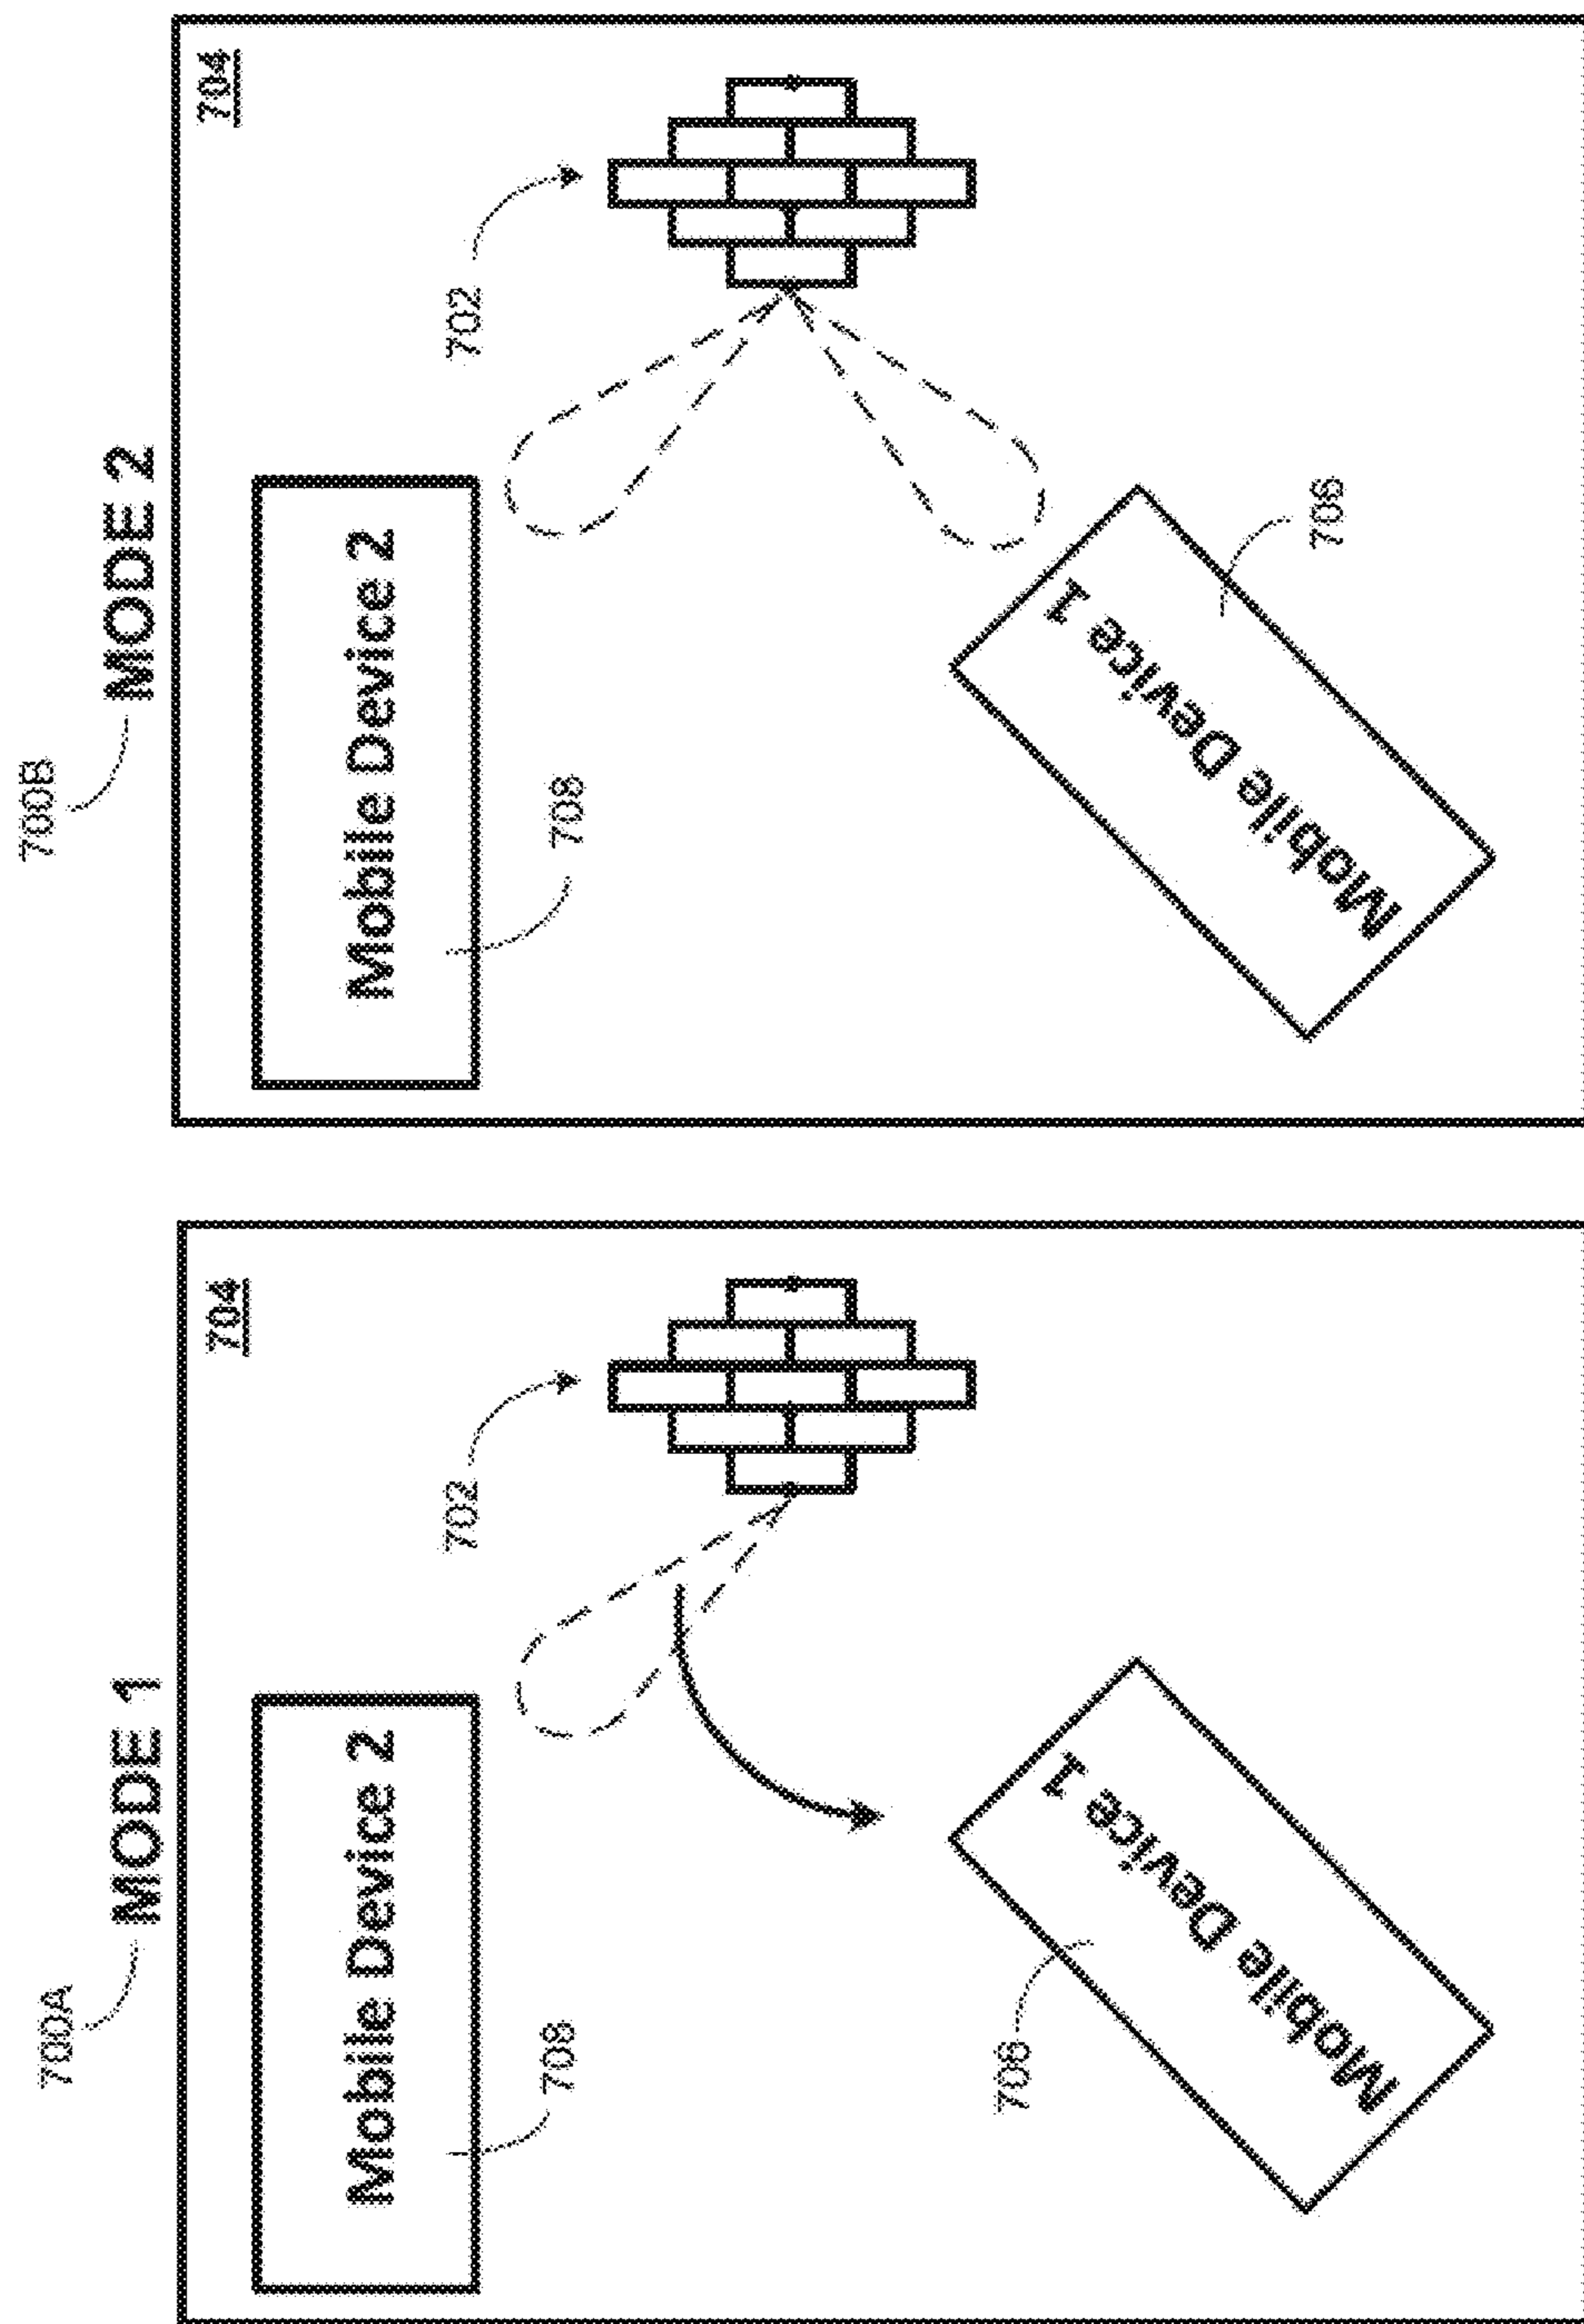 700A
MODE 1
704
Mobile Device 2
708
702
706
Mobile Device 1
700B
MODE 2
704
Mobile Device 2
708
702
706
Mobile Device 1